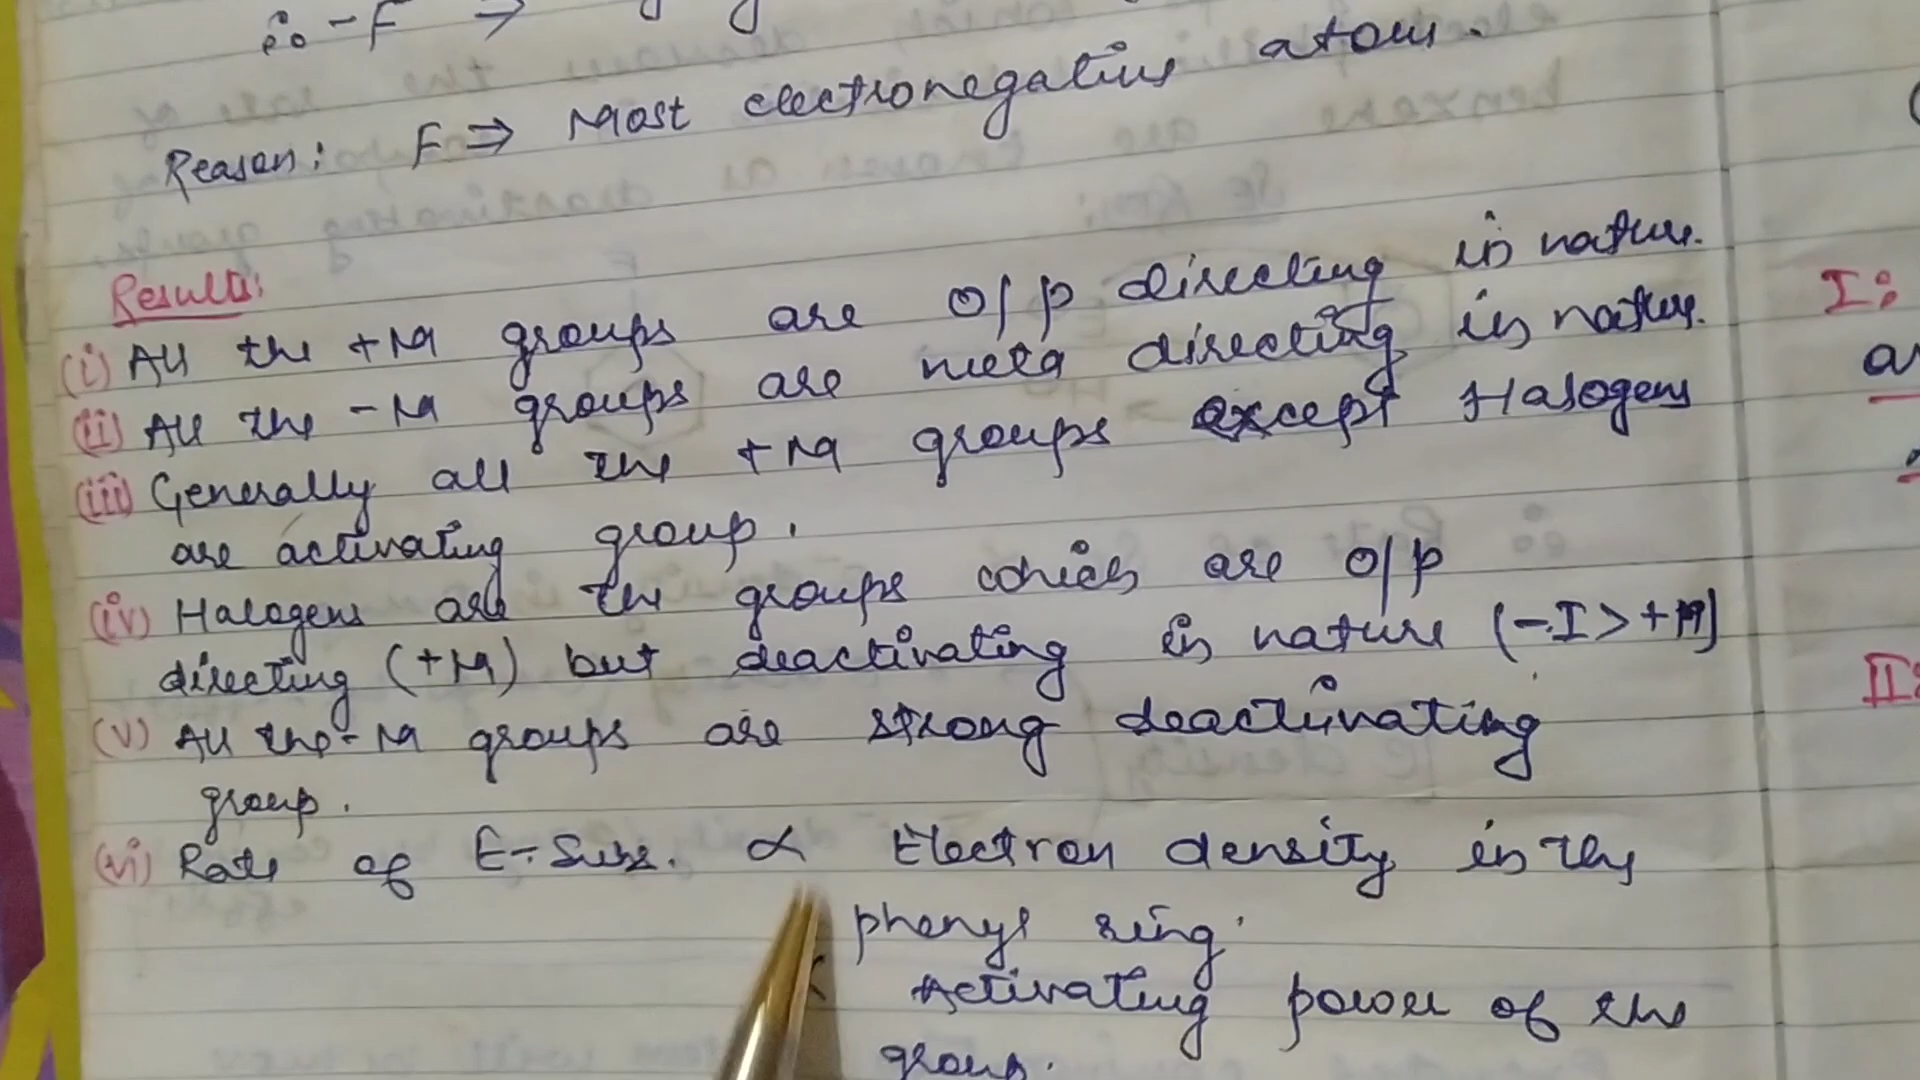 ∴ -F ⇒
Reason: F ⇒ Most electronegative atom.
Results:
(i) All the +M groups are o/p directing in nature.
(ii) All the -M groups are meta directing in nature.
(iii) Generally all the +M groups except Halogens
are activating group.
(iv) Halogens are the groups which are o/p
directing (+M) but deactivating in nature (-I > +M)
(v) All the -M groups are strong deactivating
group.
(vi) Rate of E-Subs. ∝ Electron density in the
phenyl ring.
∝ Activating power of the
group.
I:
II: